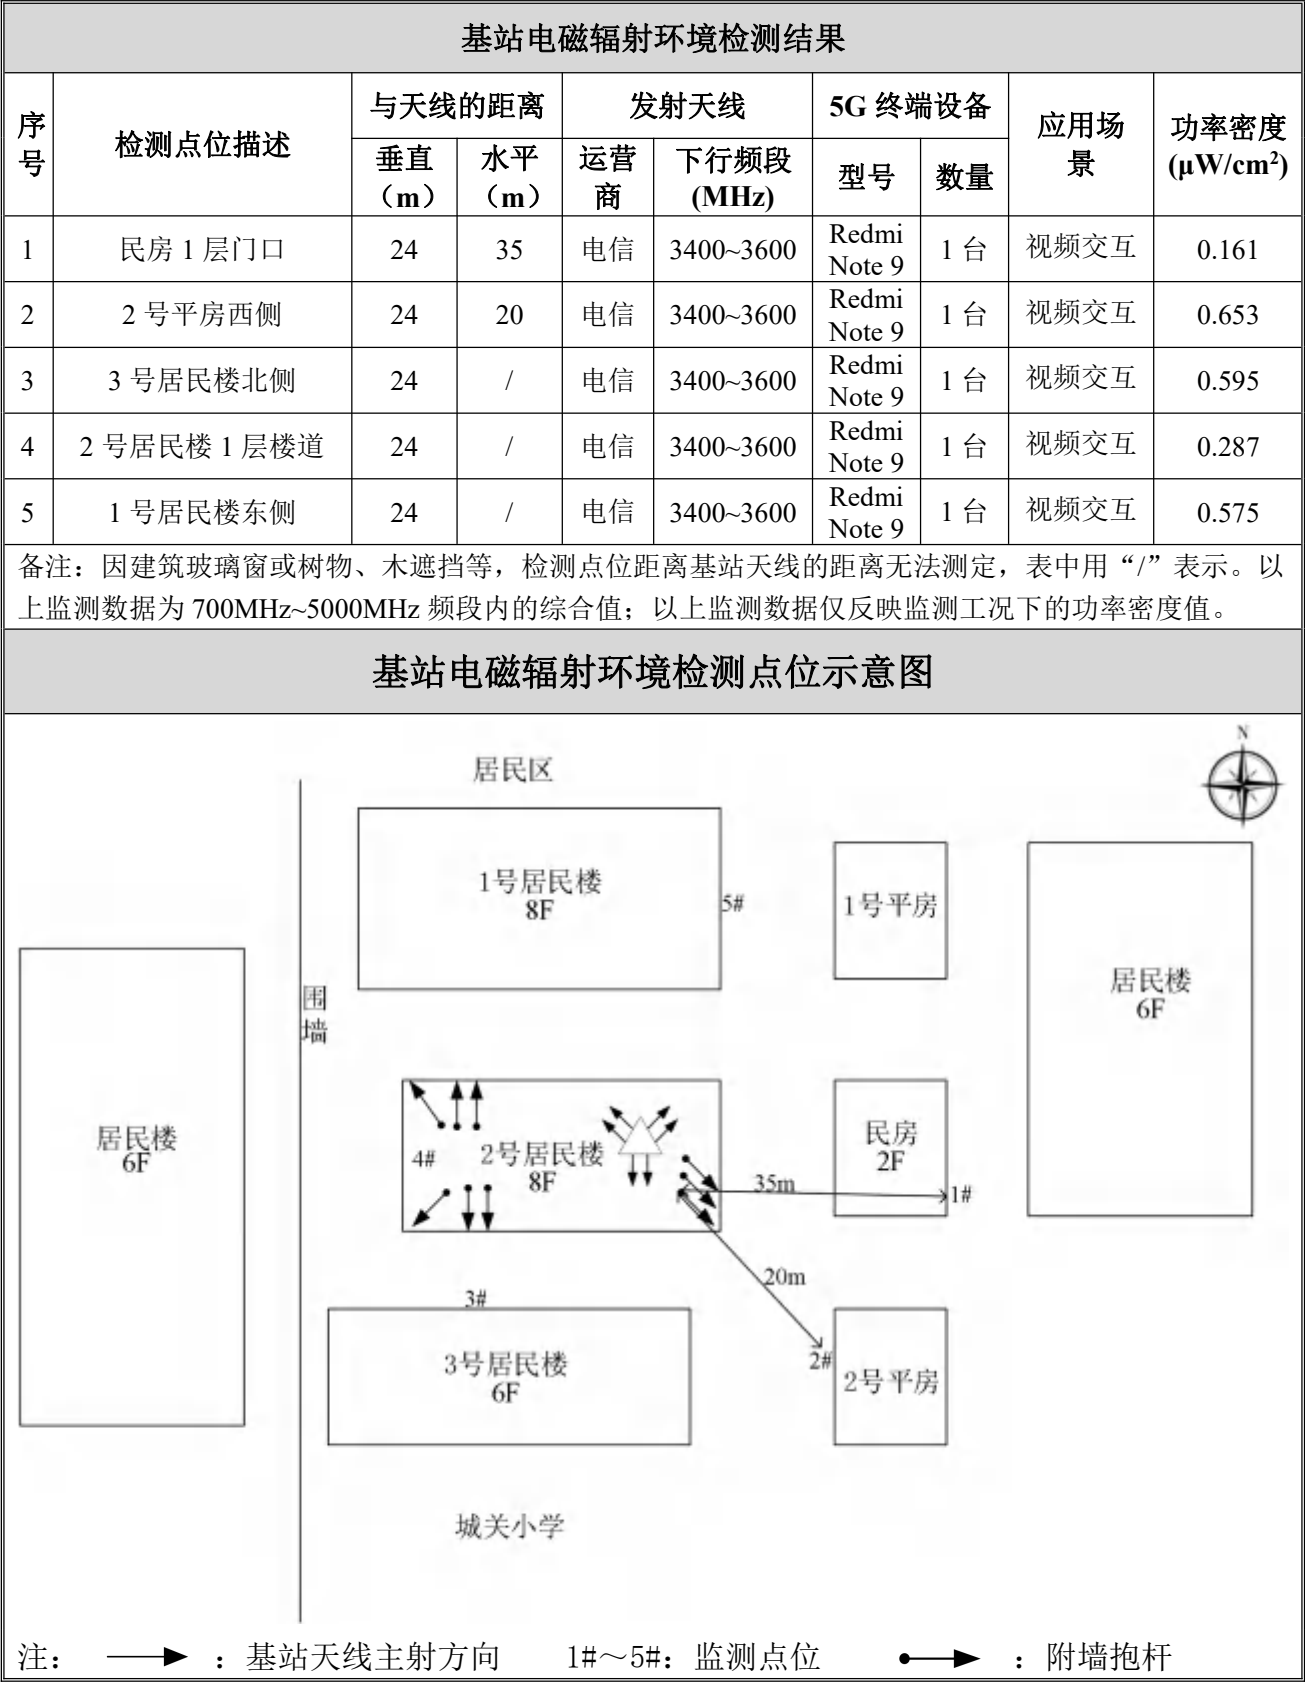 基站电磁辐射环境检测结果
序号 检测点位描述 与天线的距离 发射天线 5G 终端设备 应用场景 功率密度(μW/cm²)
垂直（m） 水平（m） 运营商 下行频段(MHz) 型号 数量
1 民房 1 层门口 24 35 电信 3400~3600 Redmi Note 9 1 台 视频交互 0.161
2 2 号平房西侧 24 20 电信 3400~3600 Redmi Note 9 1 台 视频交互 0.653
3 3 号居民楼北侧 24 / 电信 3400~3600 Redmi Note 9 1 台 视频交互 0.595
4 2 号居民楼 1 层楼道 24 / 电信 3400~3600 Redmi Note 9 1 台 视频交互 0.287
5 1 号居民楼东侧 24 / 电信 3400~3600 Redmi Note 9 1 台 视频交互 0.575
备注：因建筑玻璃窗或树物、木遮挡等，检测点位距离基站天线的距离无法测定，表中用“/”表示。以
上监测数据为 700MHz~5000MHz 频段内的综合值；以上监测数据仅反映监测工况下的功率密度值。
基站电磁辐射环境检测点位示意图
N
居民区
1号居民楼
8F
5#
1号平房
居民楼
6F
围墙
居民楼
6F
4#
2号居民楼
8F
民房
2F
35m
1#
20m
2#
3#
3号居民楼
6F
2号平房
城关小学
注： ：基站天线主射方向 1#～5#：监测点位 ：附墙抱杆